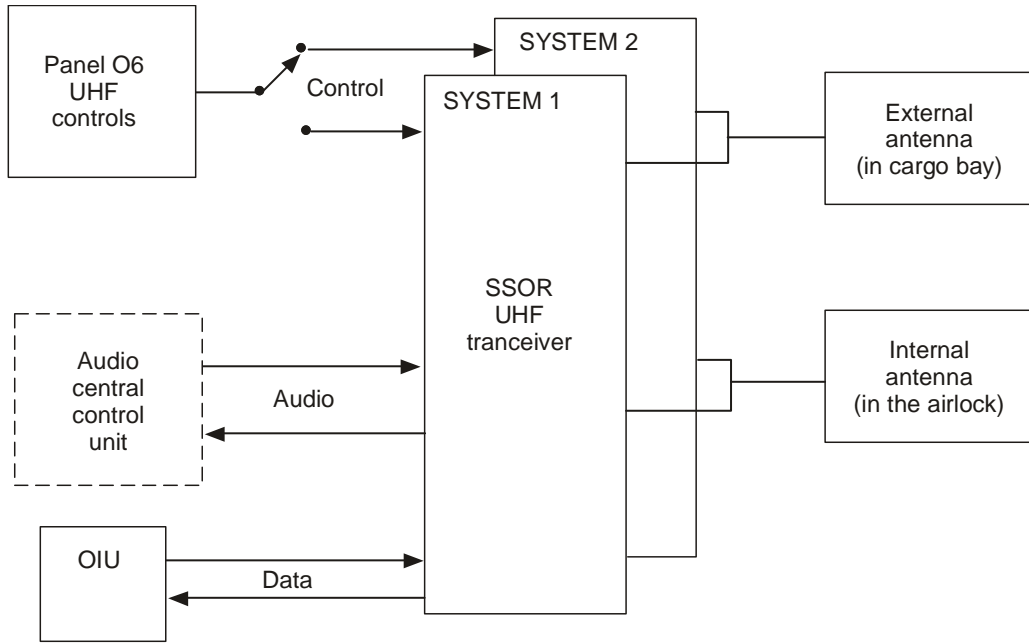 Panel O6
UHF
controls
Control
SYSTEM 2
SYSTEM 1
External
antenna
(in cargo bay)
SSOR
UHF
tranceiver
Internal
antenna
(in the airlock)
Audio
central
control
unit
Audio
OIU
Data